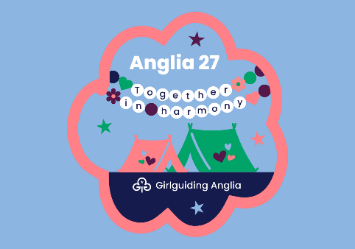 Anglia 27
Together
in harmony
Girlguiding Anglia